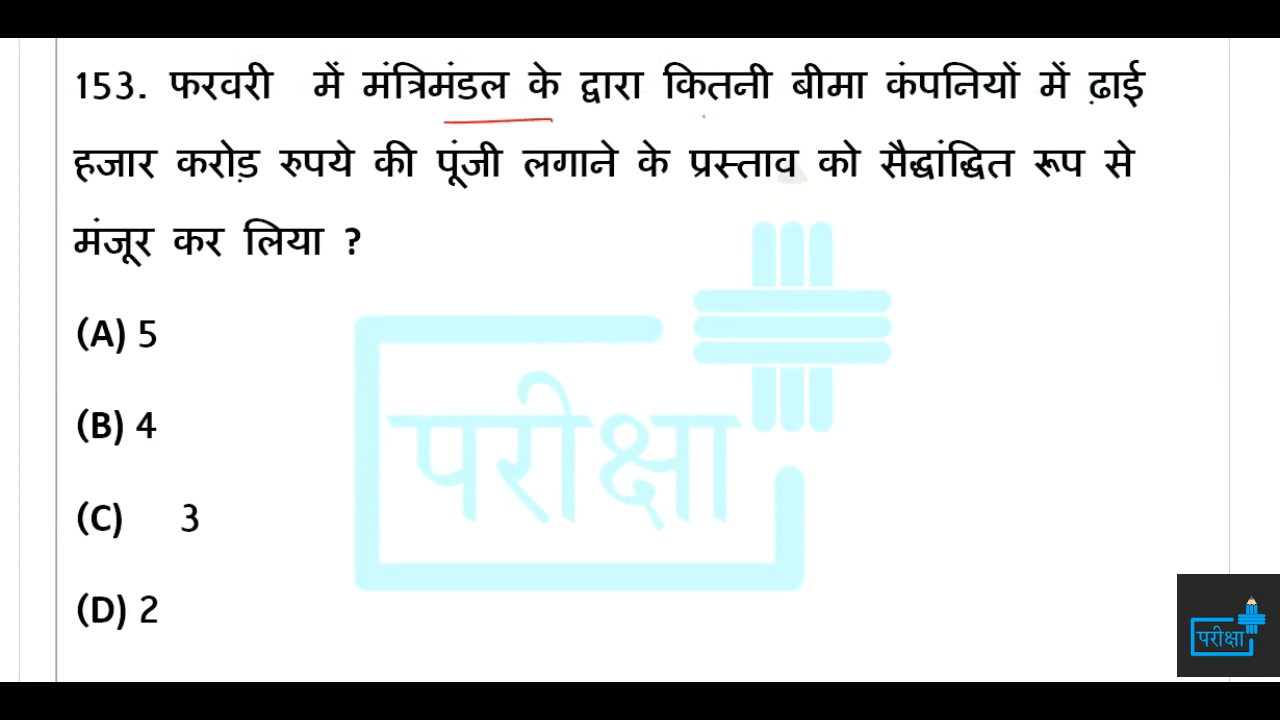 153. फरवरी में मंत्रिमंडल के द्वारा कितनी बीमा कंपनियों में ढ़ाई
हजार करोड़ रुपये की पूंजी लगाने के प्रस्ताव को सैद्धांद्धित रूप से
मंजूर कर लिया ?
(A) 5
(B) 4
(C) 3
(D) 2
परीक्षा
परीक्षा